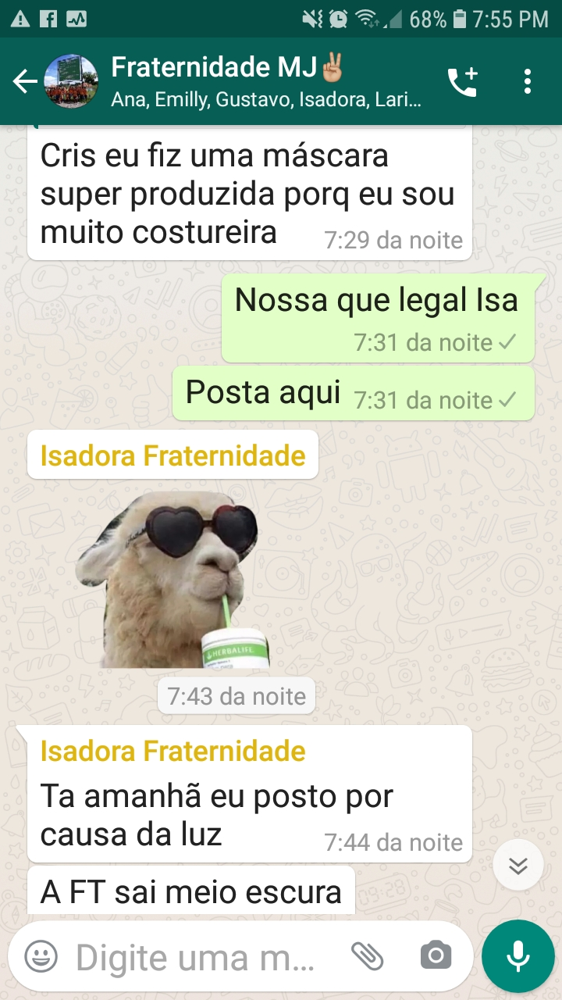 68% 7:55 PM
Fraternidade MJ✌🏼
Ana, Emilly, Gustavo, Isadora, Lari...
Cris eu fiz uma máscara
super produzida porq eu sou
muito costureira 7:29 da noite
Nossa que legal Isa
7:31 da noite
Posta aqui 7:31 da noite
Isadora Fraternidade
HERBALIFE
7:43 da noite
Isadora Fraternidade
Ta amanhã eu posto por
causa da luz 7:44 da noite
A FT sai meio escura
Digite uma m...